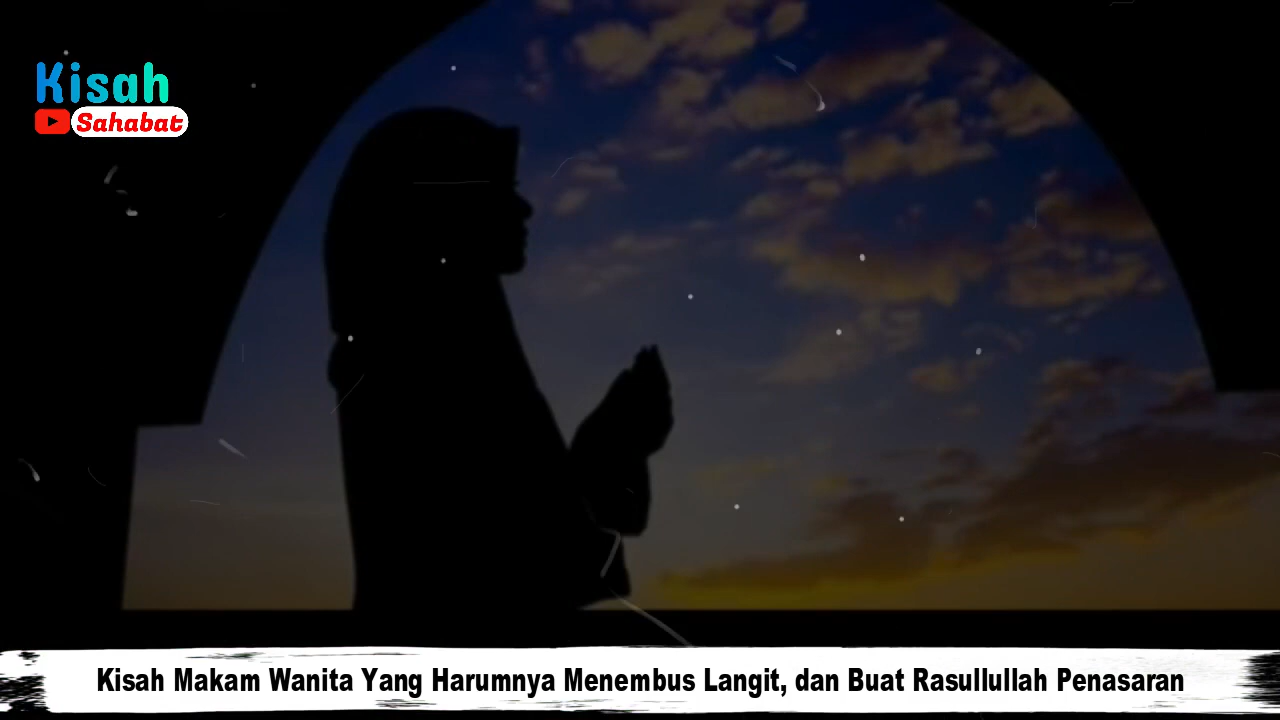 Kisah
Sahabat
Kisah Makam Wanita Yang Harumnya Menembus Langit, dan Buat Rasullullah Penasaran